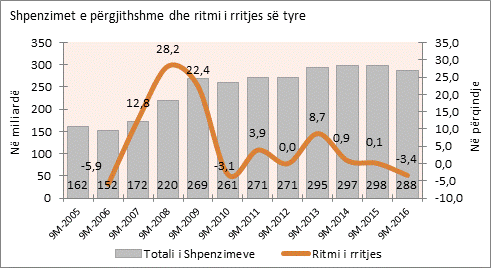 Shpenzimet e përgjithshme dhe ritmi i rritjes së tyre
Në miliardë
350
300
250
200
150
100
50
0
162
152
172
220
269
261
271
271
295
297
298
288
-5,9
12,8
28,2
22,4
-3,1
3,9
0,0
8,7
0,9
0,1
-3,4
35,0
30,0
25,0
20,0
15,0
10,0
5,0
0,0
-5,0
-10,0
Në përqindje
9M-2005
9M-2006
9M-2007
9M-2008
9M-2009
9M-2010
9M-2011
9M-2012
9M-2013
9M-2014
9M-2015
9M-2016
Totali i Shpenzimeve
Ritmi i rritjes